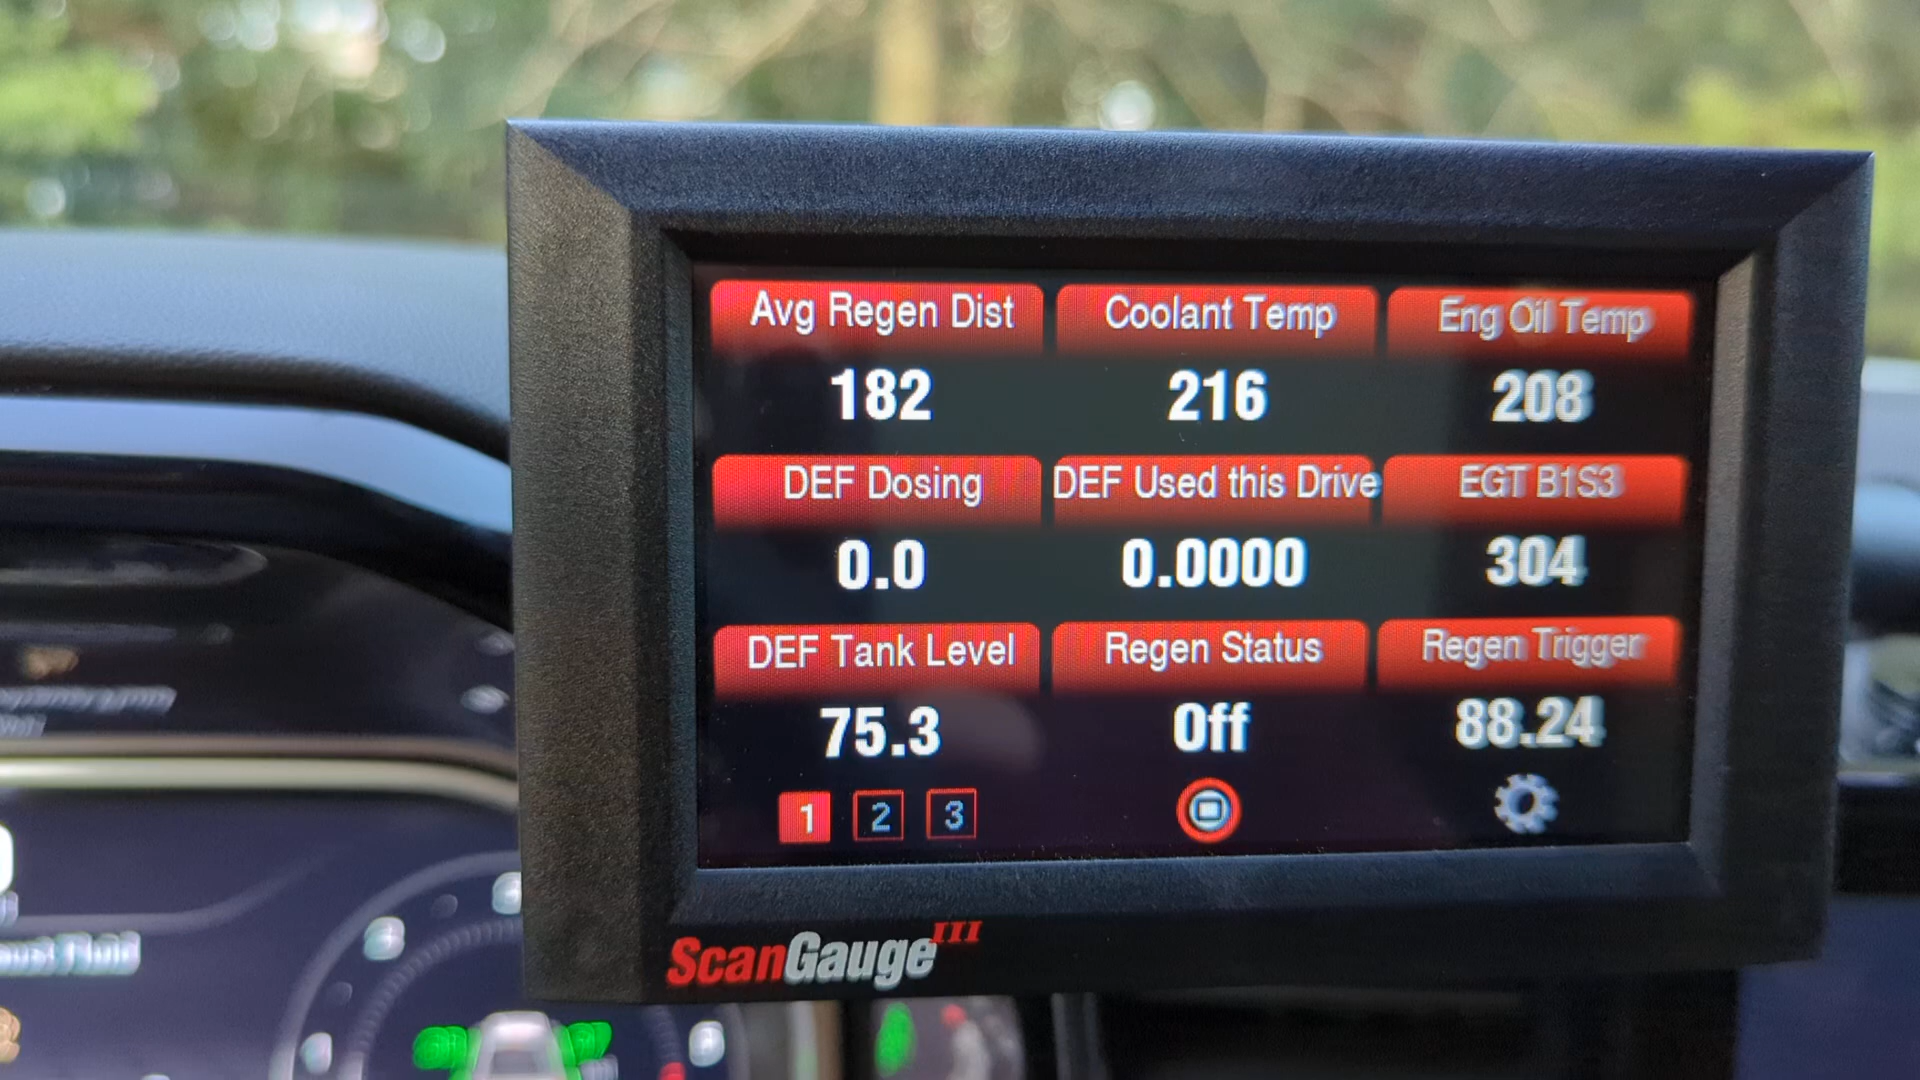 Avg Regen Dist
Coolant Temp
Eng Oil Temp
182
216
208
DEF Dosing
DEF Used this Drive
EGT B1S3
0.0
0.0000
304
DEF Tank Level
Regen Status
Regen Trigger
75.3
Off
88.24
1 2 3
ScanGauge III
Fluid